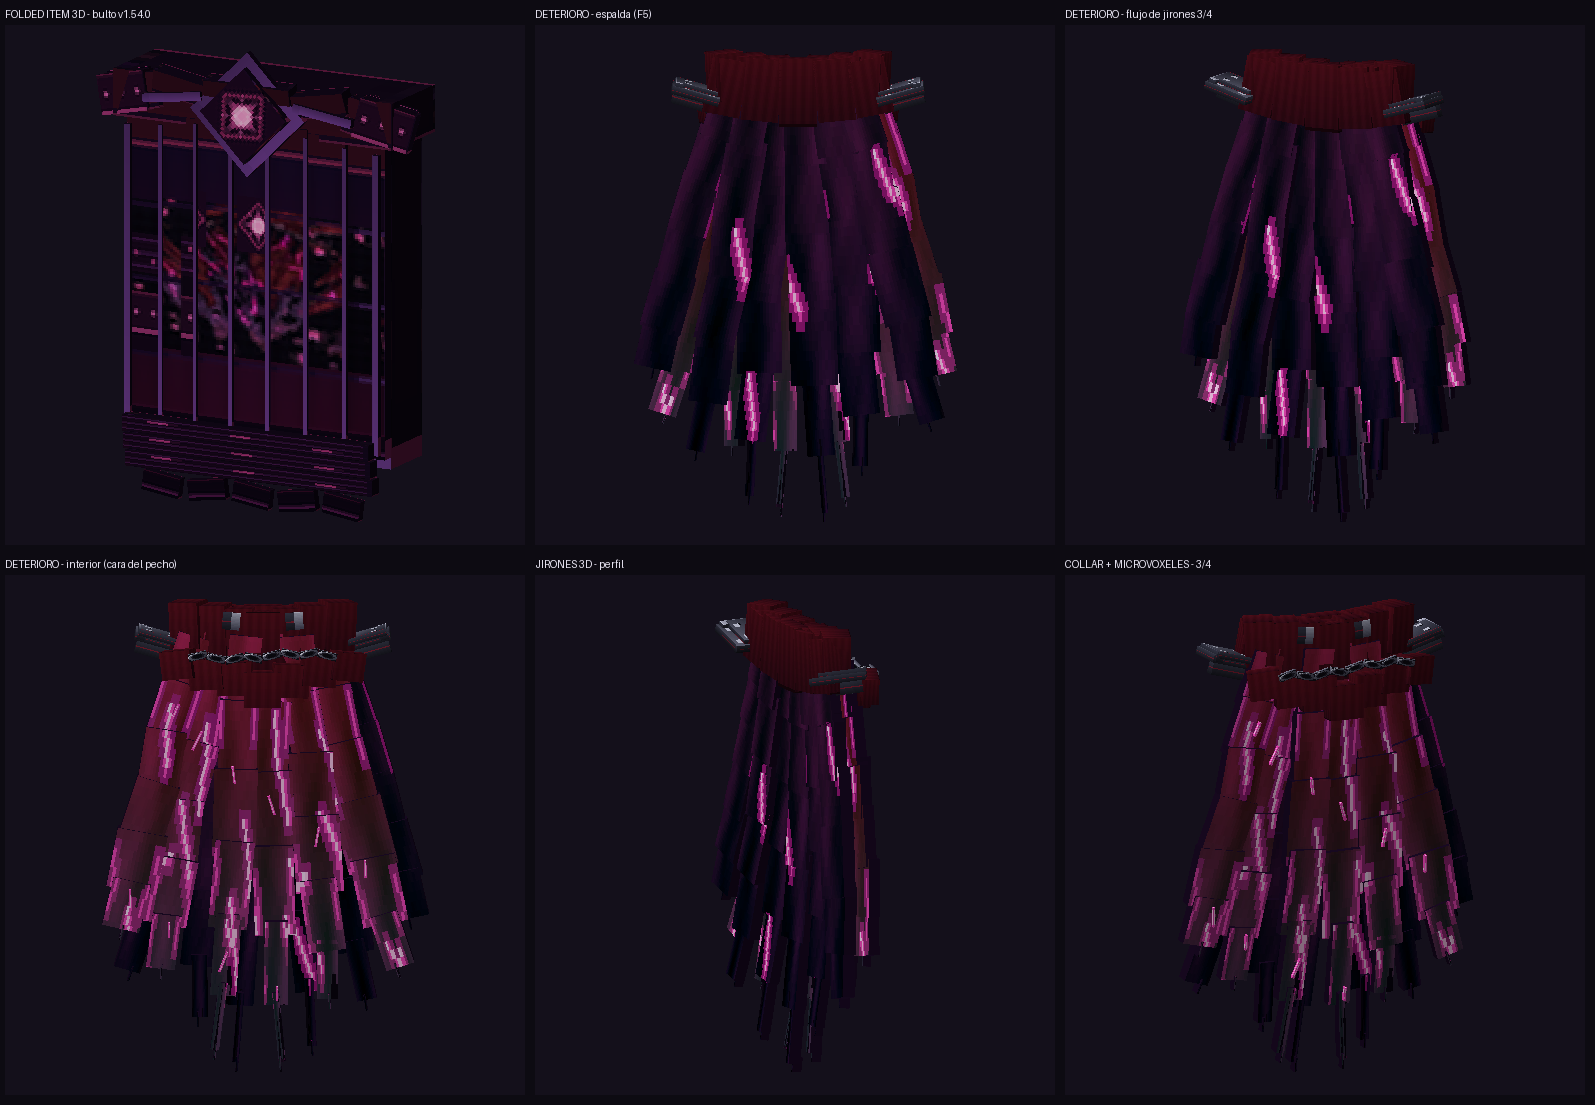 FOLDED ITEM 3D - bulto v1.54.0
DETERIORO - espalda (F5)
DETERIORO - flujo de jirones 3/4
DETERIORO - interior (cara del pecho)
JIRONES 3D - perfil
COLLAR + MICROVOXELES - 3/4